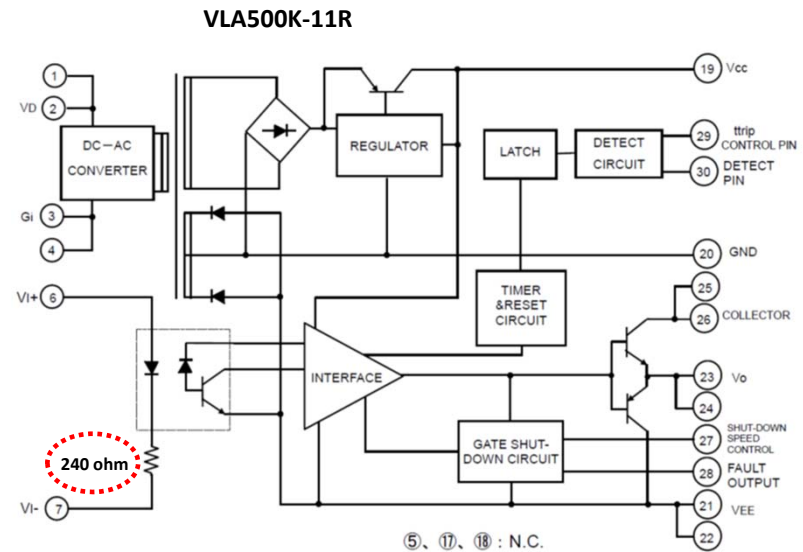 VLA500K-11R
1
VD 2
DC-AC
CONVERTER
Gi 3
4
VI+ 6
240 ohm
VI- 7
REGULATOR
19 Vcc
LATCH
DETECT
CIRCUIT
29 ttrip
CONTROL PIN
30 DETECT
PIN
20 GND
TIMER
&RESET
CIRCUIT
25
26 COLLECTOR
INTERFACE
23 Vo
24
GATE SHUT-
DOWN CIRCUIT
27 SHUT-DOWN
SPEED
CONTROL
28 FAULT
OUTPUT
21 VEE
22
⑤、⑰、⑱ : N.C.